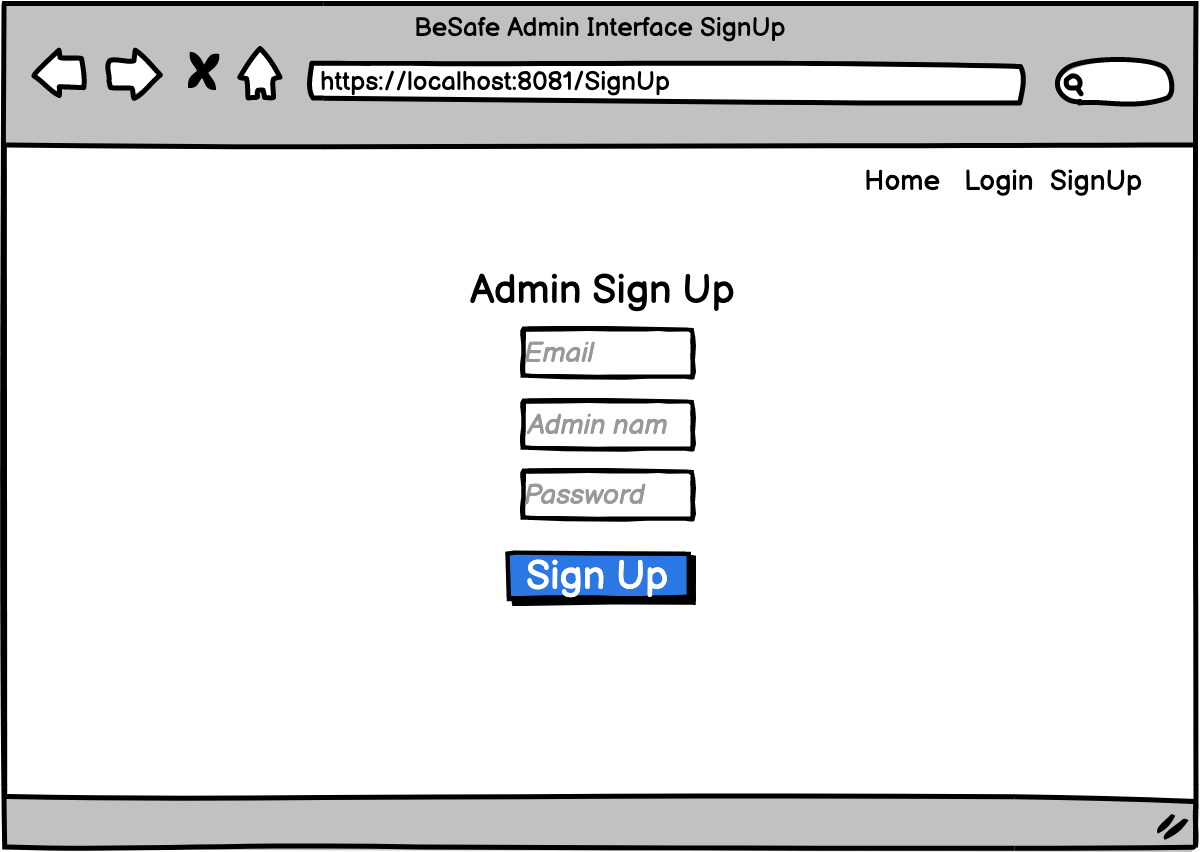 BeSafe Admin Interface SignUp
https://localhost:8081/SignUp
Home Login SignUp
Admin Sign Up
Email
Admin nam
Password
Sign Up